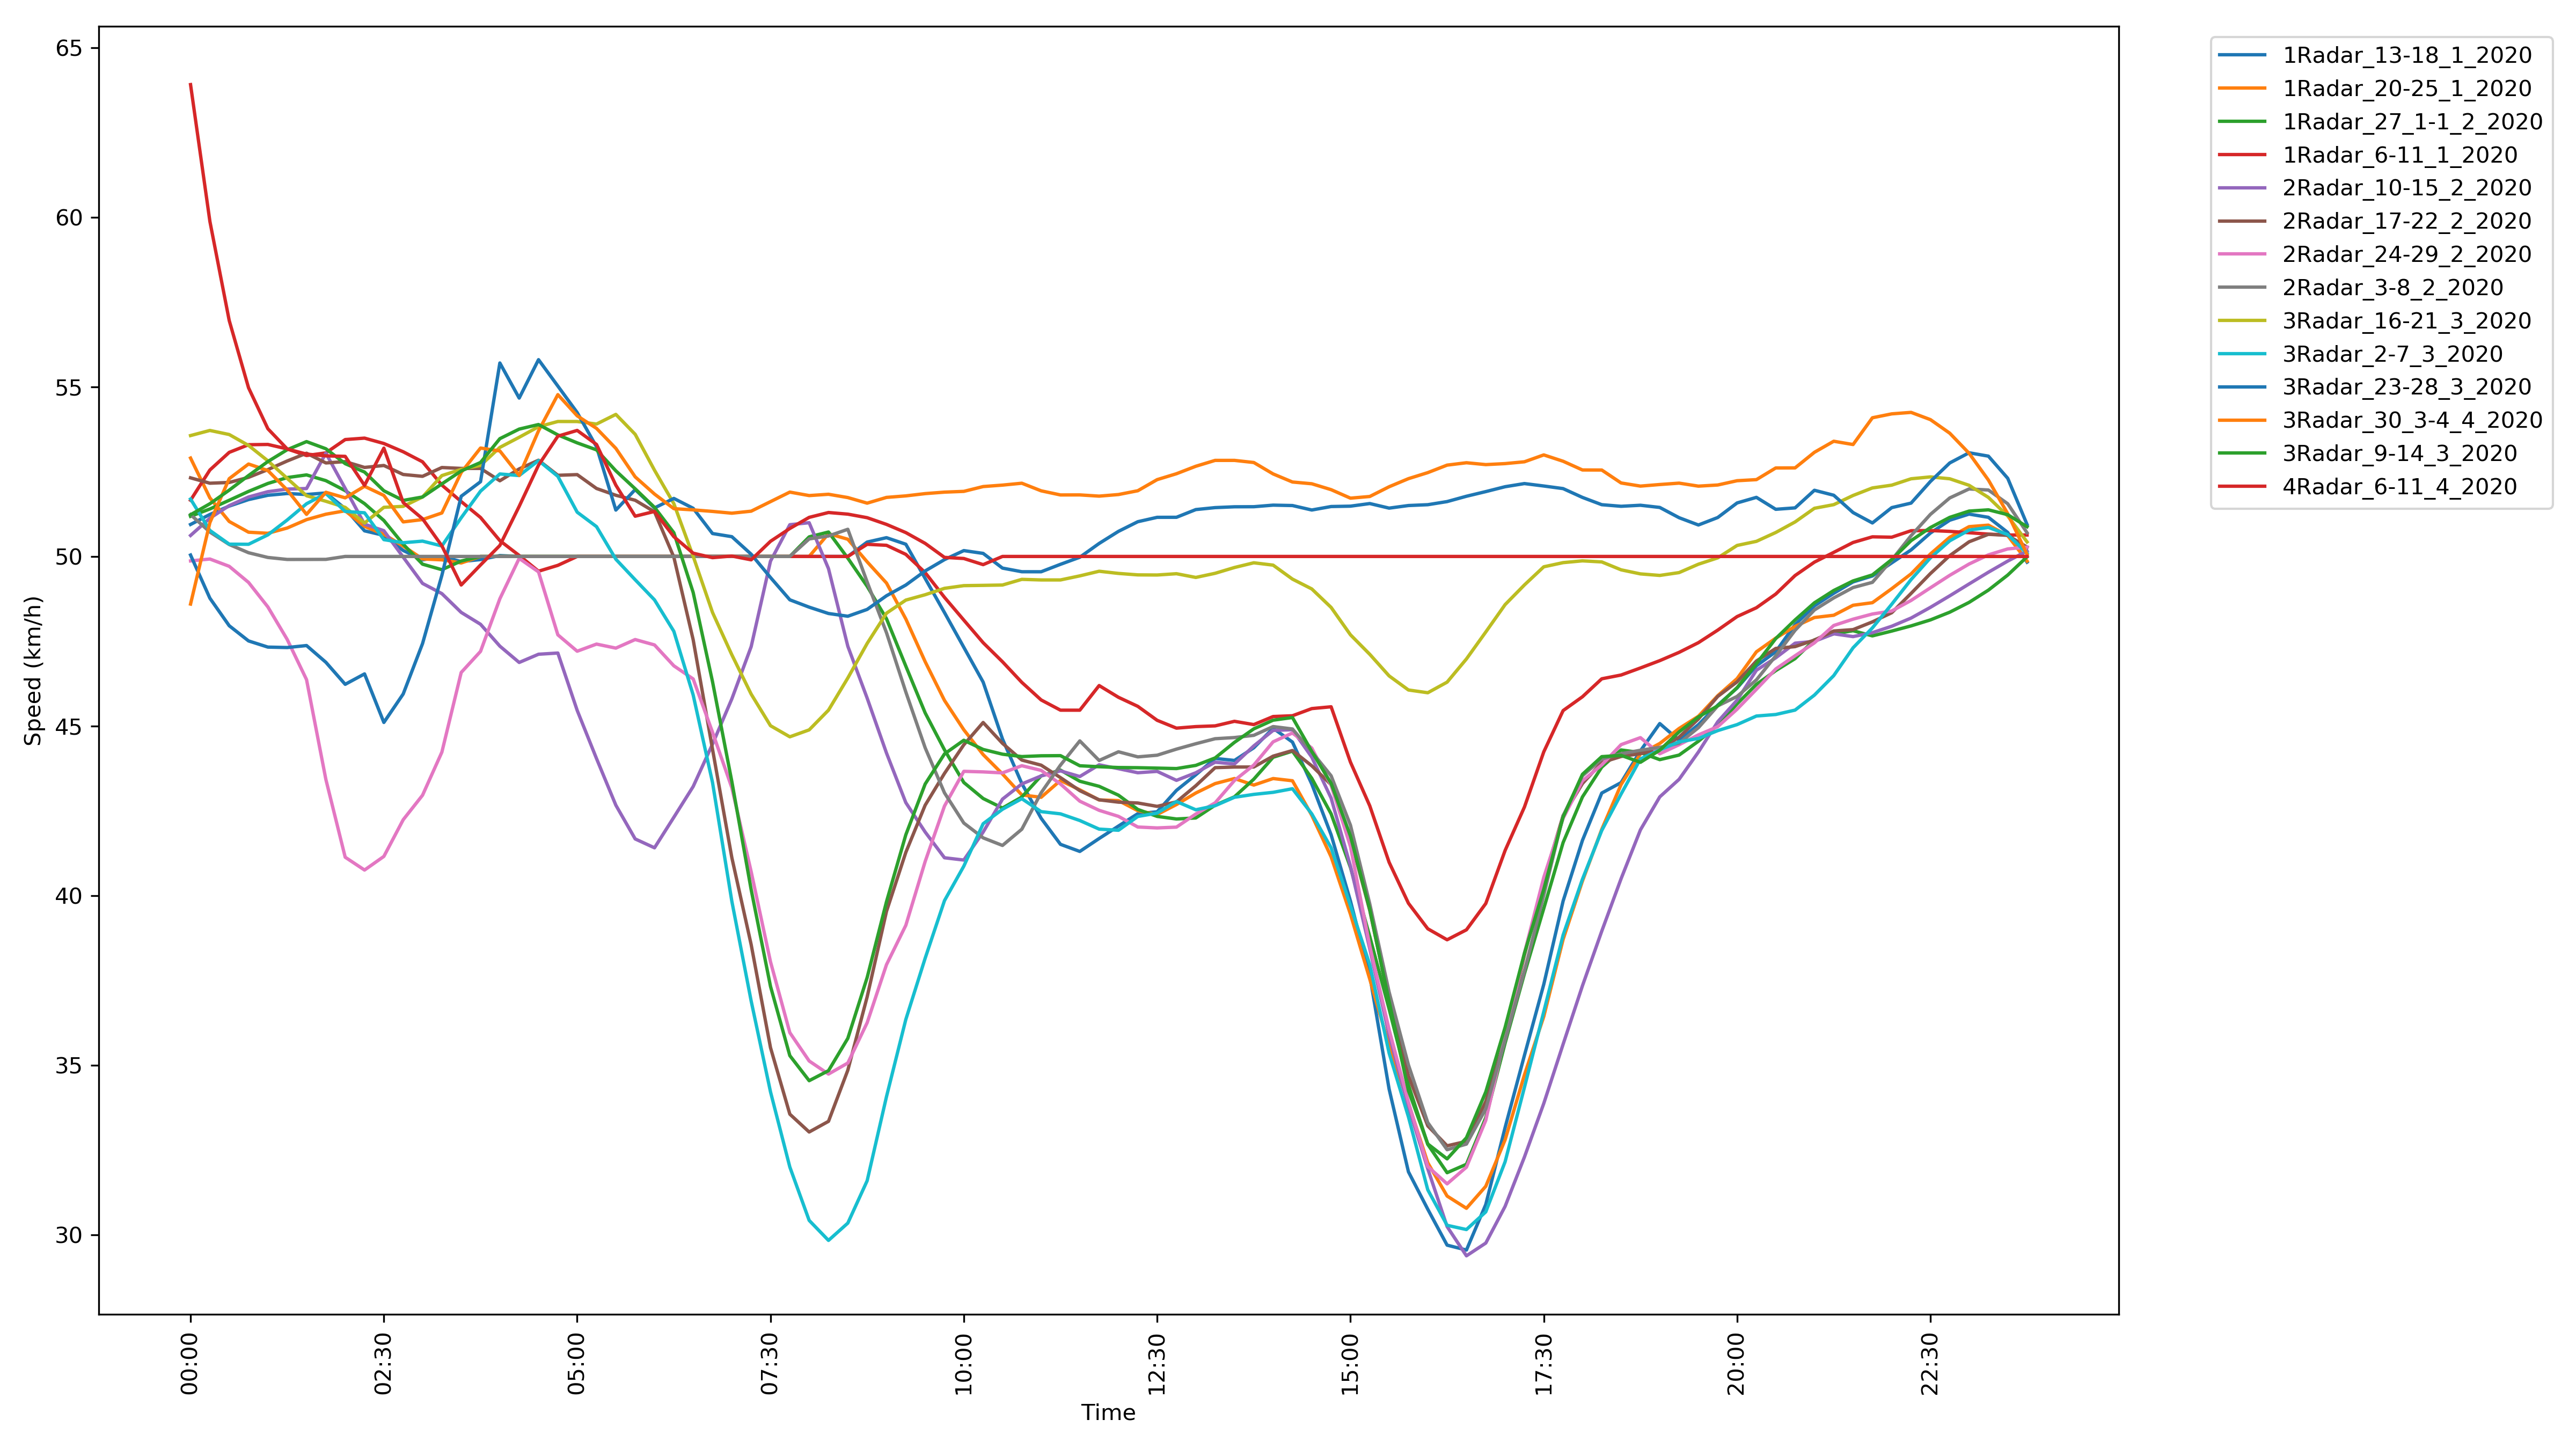 65
60
55
50
45
40
35
30
Speed (km/h)
00:00
02:30
05:00
07:30
10:00
12:30
15:00
17:30
20:00
22:30
Time
1Radar_13-18_1_2020
1Radar_20-25_1_2020
1Radar_27_1-1_2_2020
1Radar_6-11_1_2020
2Radar_10-15_2_2020
2Radar_17-22_2_2020
2Radar_24-29_2_2020
2Radar_3-8_2_2020
3Radar_16-21_3_2020
3Radar_2-7_3_2020
3Radar_23-28_3_2020
3Radar_30_3-4_4_2020
3Radar_9-14_3_2020
4Radar_6-11_4_2020